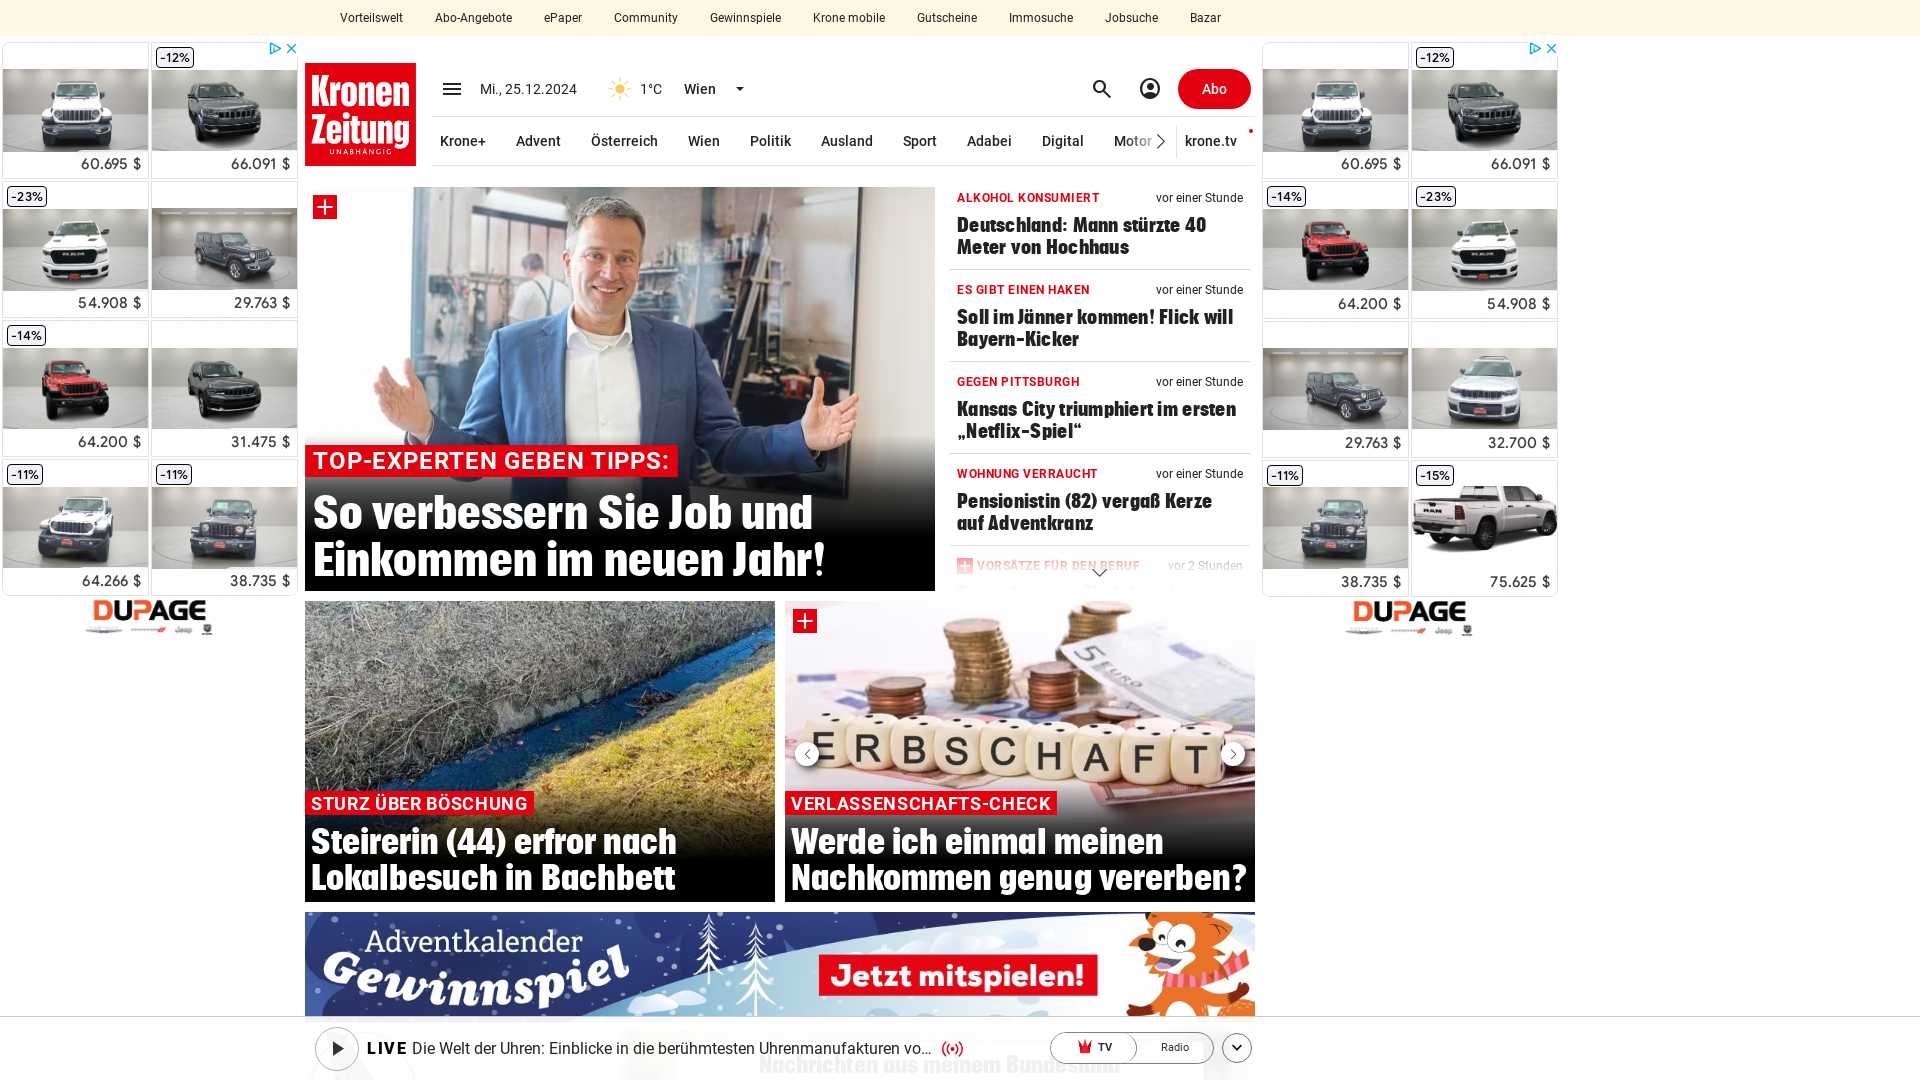 Vorteilswelt Abo-Angebote ePaper Community Gewinnspiele Krone mobile Gutscheine Immosuche Jobsuche Bazar
Kronen
Zeitung
UNABHÄNGIG
Mi., 25.12.2024 1°C Wien
Abo
Krone+ Advent Österreich Wien Politik Ausland Sport Adabei Digital Motor krone.tv
60.695 $
-12%
66.091 $
-23%
RAM
54.908 $
29.763 $
-14%
64.200 $
31.475 $
-11%
64.266 $
-11%
38.735 $
DUPAGE
Jeep
TOP-EXPERTEN GEBEN TIPPS:
So verbessern Sie Job und
Einkommen im neuen Jahr!
ALKOHOL KONSUMIERT vor einer Stunde
Deutschland: Mann stürzte 40
Meter von Hochhaus
ES GIBT EINEN HAKEN vor einer Stunde
Soll im Jänner kommen! Flick will
Bayern-Kicker
GEGEN PITTSBURGH vor einer Stunde
Kansas City triumphiert im ersten
„Netflix-Spiel“
WOHNUNG VERRAUCHT vor einer Stunde
Pensionistin (82) vergaß Kerze
auf Adventkranz
VORSÄTZE FÜR DEN BERUF vor 2 Stunden
60.695 $
-12%
66.091 $
-14%
64.200 $
-23%
RAM
54.908 $
29.763 $
32.700 $
-11%
38.735 $
-15%
RAM
75.625 $
DUPAGE
Jeep
STURZ ÜBER BÖSCHUNG
Steirerin (44) erfror nach
Lokalbesuch in Bachbett
5 EURO
ERBSCHAFT
VERLASSENSCHAFTS-CHECK
Werde ich einmal meinen
Nachkommen genug vererben?
Adventkalender
Gewinnspiel
Jetzt mitspielen!
LIVE Die Welt der Uhren: Einblicke in die berühmtesten Uhrenmanufakturen vo...
TV Radio
Nachrichten aus meinem Bundesland